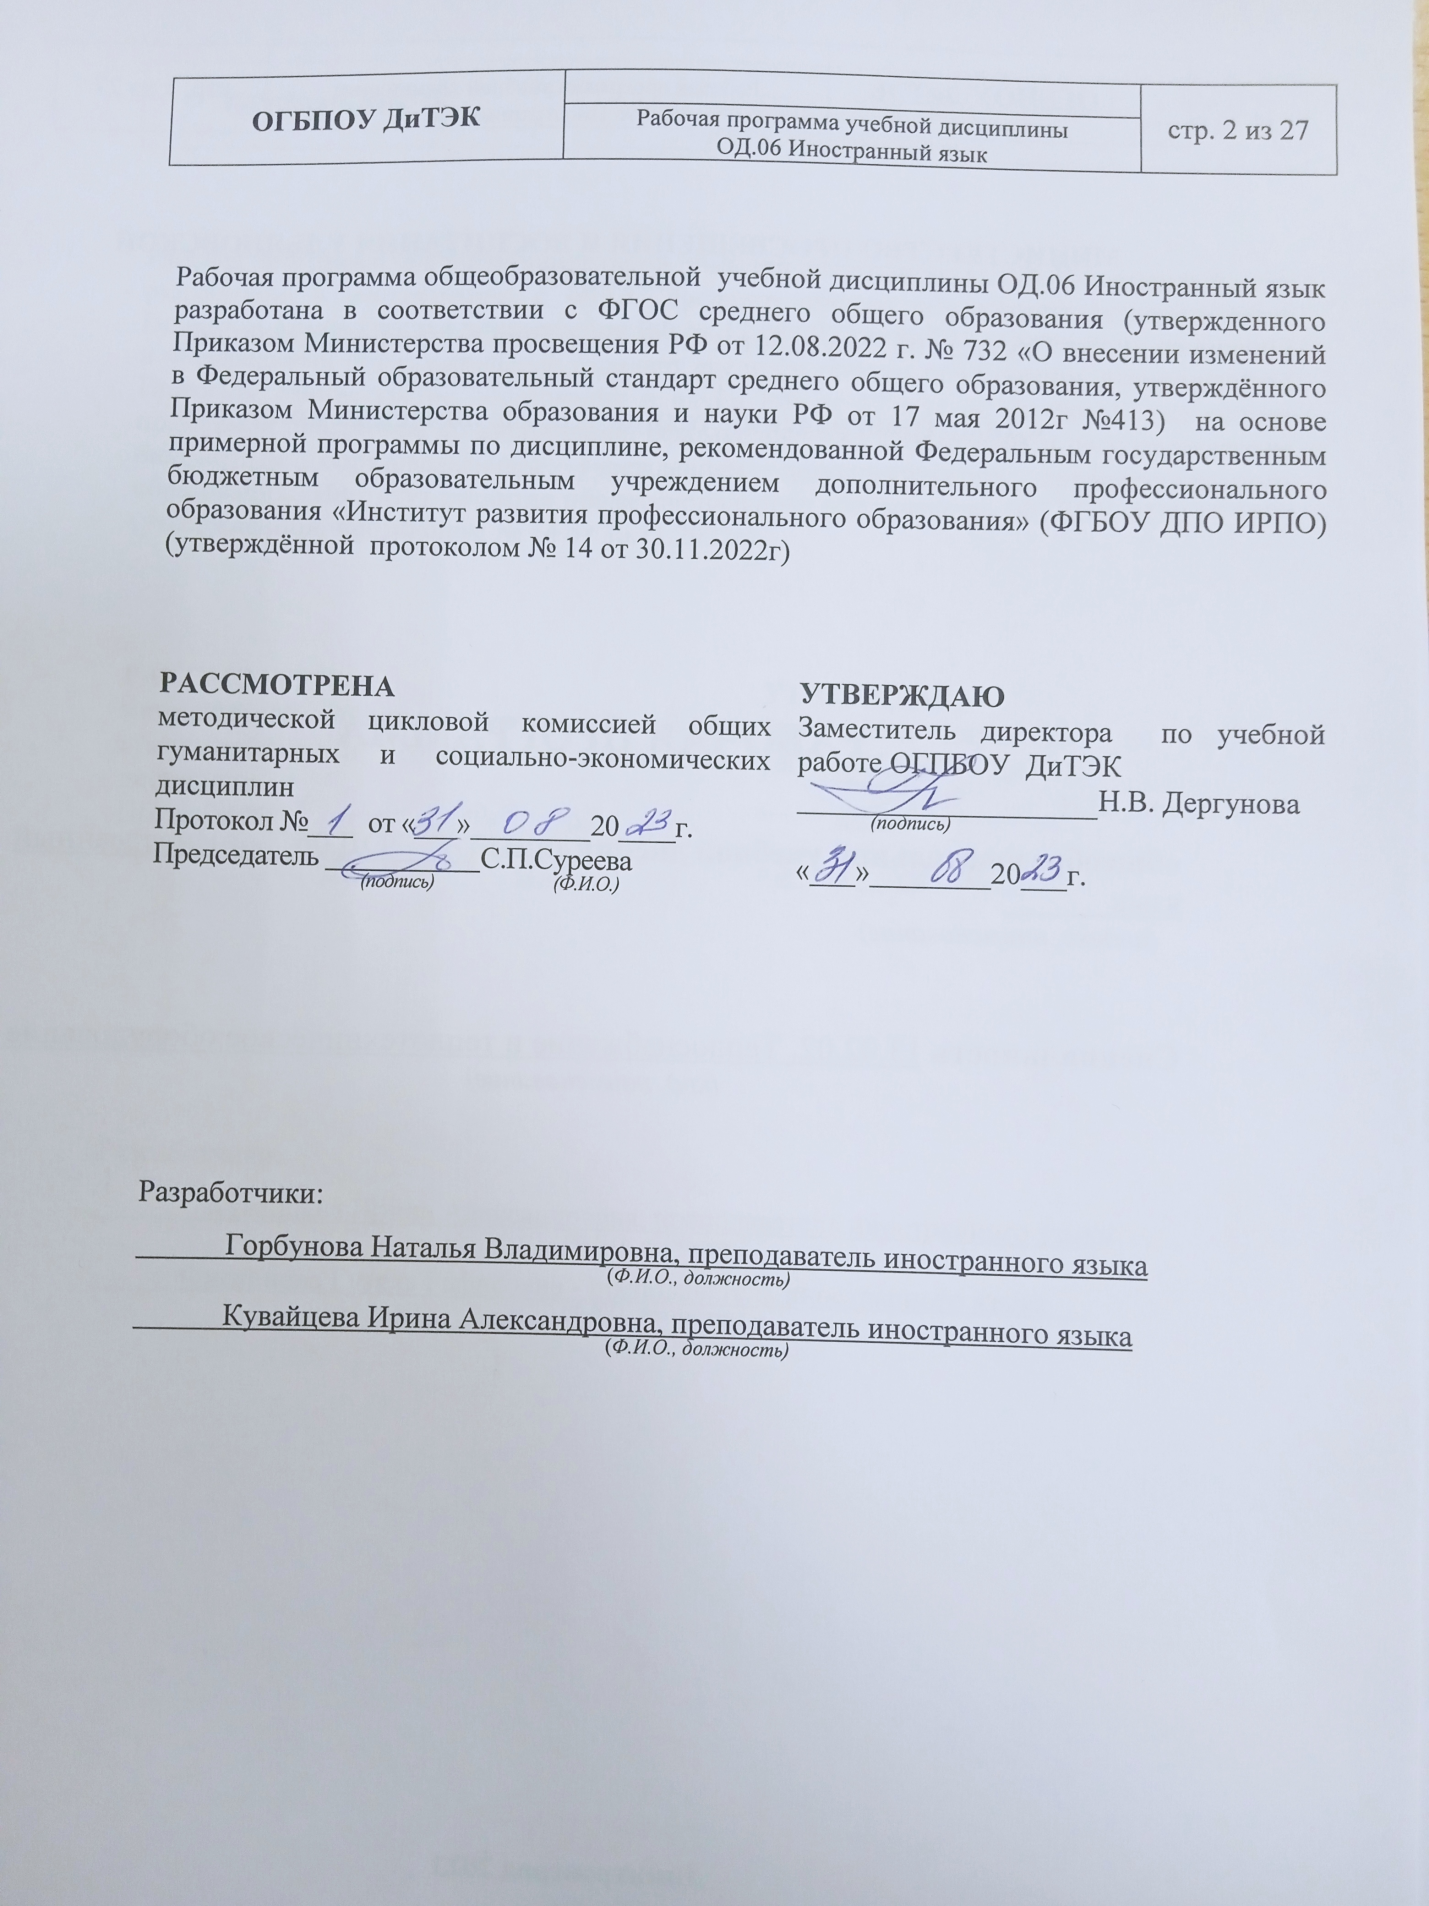 ОГБПОУ ДиТЭК
Рабочая программа учебной дисциплины
ОД.06 Иностранный язык
стр. 2 из 27
Рабочая программа общеобразовательной учебной дисциплины ОД.06 Иностранный язык
разработана в соответствии с ФГОС среднего общего образования (утвержденного
Приказом Министерства просвещения РФ от 12.08.2022 г. № 732 «О внесении изменений
в Федеральный образовательный стандарт среднего общего образования, утверждённого
Приказом Министерства образования и науки РФ от 17 мая 2012г №413) на основе
примерной программы по дисциплине, рекомендованной Федеральным государственным
бюджетным образовательным учреждением дополнительного профессионального
образования «Институт развития профессионального образования» (ФГБОУ ДПО ИРПО)
(утверждённой протоколом № 14 от 30.11.2022г)
РАССМОТРЕНА
методической цикловой комиссией общих
гуманитарных и социально-экономических
дисциплин
Протокол № 1 от «31» 08 2023г.
Председатель С.П.Суреева
(подпись) (Ф.И.О.)
УТВЕРЖДАЮ
Заместитель директора по учебной
работе ОГПБОУ ДиТЭК
Н.В. Дергунова
(подпись)
«31» 08 2023г.
Разработчики:
Горбунова Наталья Владимировна, преподаватель иностранного языка
(Ф.И.О., должность)
Кувайцева Ирина Александровна, преподаватель иностранного языка
(Ф.И.О., должность)